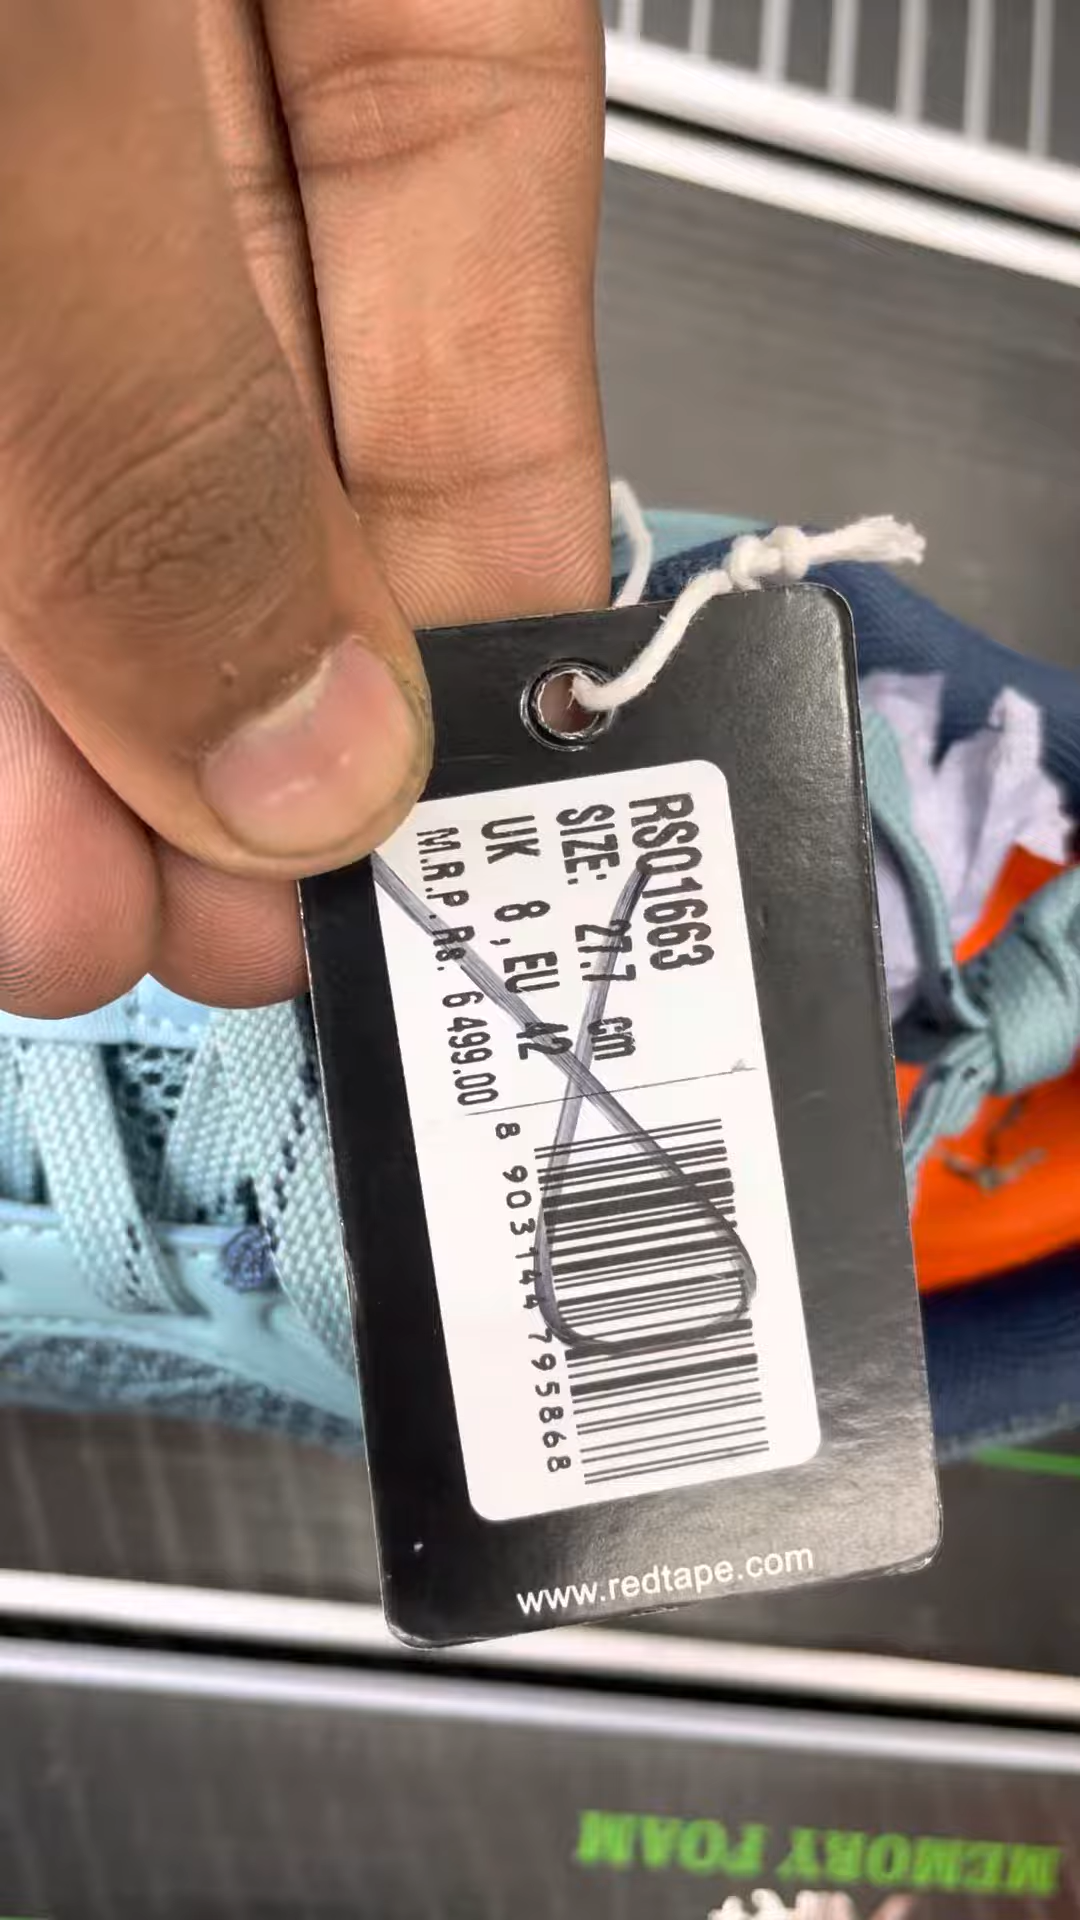 RSO1663
SIZE: 27.7 cm
UK 8, EU 42
M.R.P. Rs. 6499.00
8 903144 795868
www.redtape.com
MEMORY FOAM